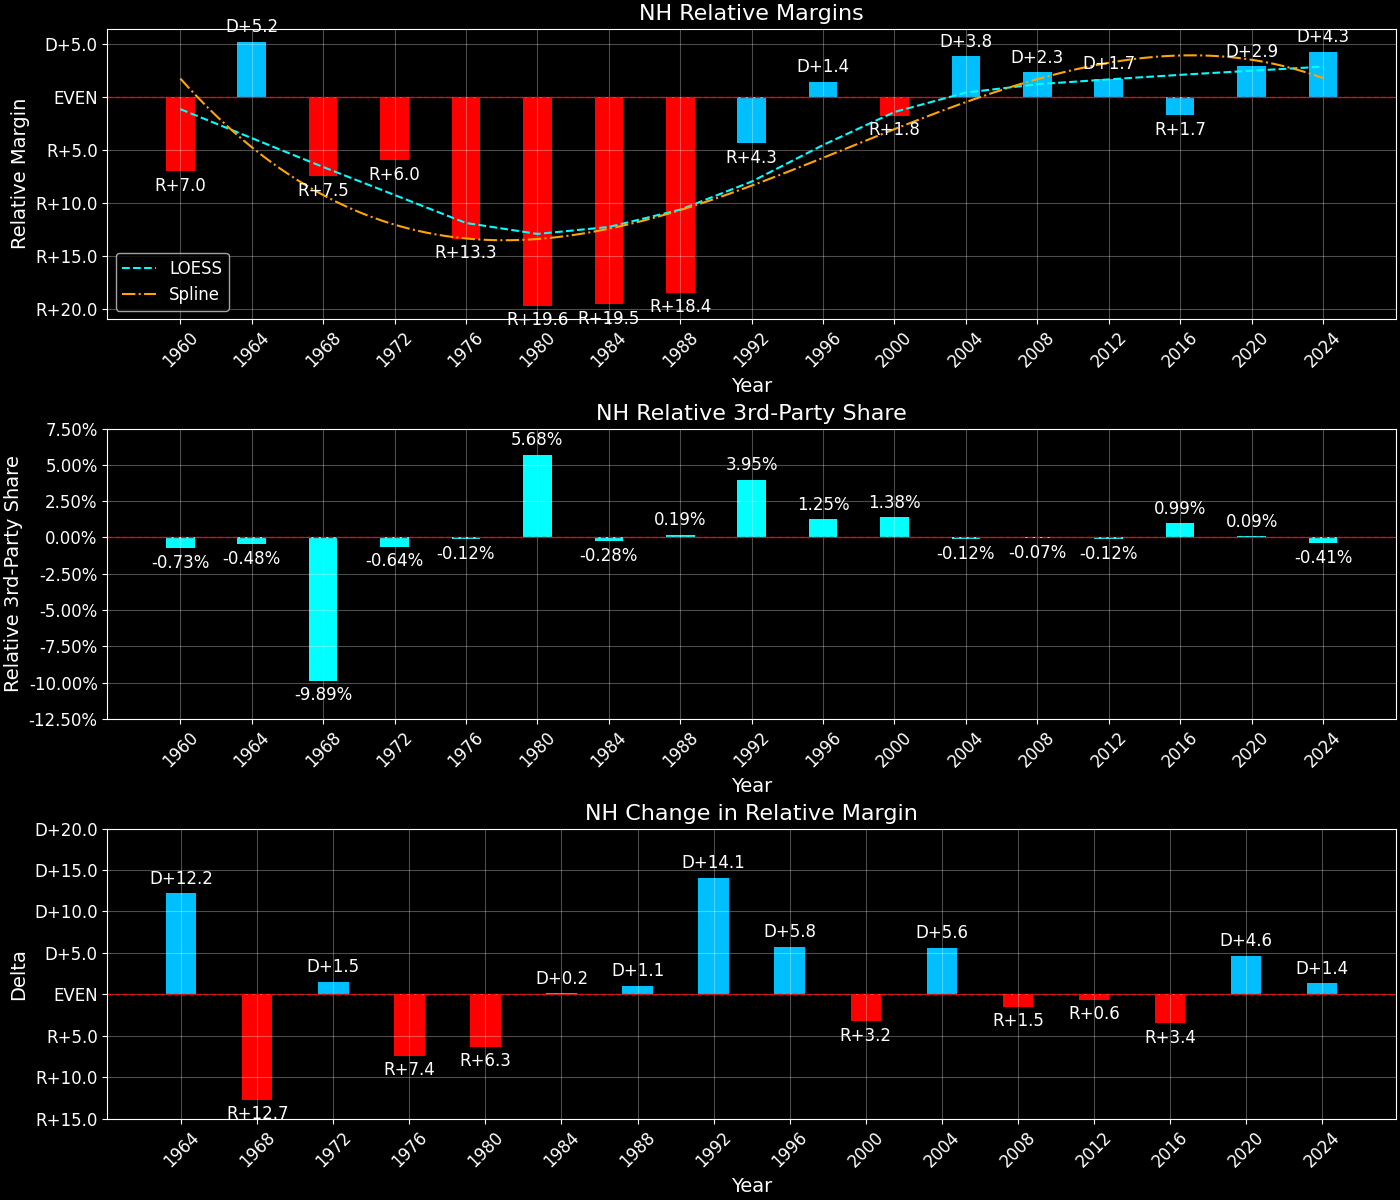 NH Relative Margins
Relative Margin
D+5.0
EVEN
R+5.0
R+10.0
R+15.0
R+20.0
R+7.0
D+5.2
R+7.5
R+6.0
R+13.3
R+19.6
R+19.5
R+18.4
R+4.3
D+1.4
R+1.8
D+3.8
D+2.3
D+1.7
R+1.7
D+2.9
D+4.3
LOESS
Spline
1960 1964 1968 1972 1976 1980 1984 1988 1992 1996 2000 2004 2008 2012 2016 2020 2024
Year
NH Relative 3rd-Party Share
Relative 3rd-Party Share
7.50%
5.00%
2.50%
0.00%
-2.50%
-5.00%
-7.50%
-10.00%
-12.50%
-0.73%
-0.48%
-9.89%
-0.64%
-0.12%
5.68%
-0.28%
0.19%
3.95%
1.25%
1.38%
-0.12%
-0.07%
-0.12%
0.99%
0.09%
-0.41%
1960 1964 1968 1972 1976 1980 1984 1988 1992 1996 2000 2004 2008 2012 2016 2020 2024
Year
NH Change in Relative Margin
Delta
D+20.0
D+15.0
D+10.0
D+5.0
EVEN
R+5.0
R+10.0
R+15.0
D+12.2
R+12.7
D+1.5
R+7.4
R+6.3
D+0.2
D+1.1
D+14.1
D+5.8
R+3.2
D+5.6
R+1.5
R+0.6
R+3.4
D+4.6
D+1.4
1964 1968 1972 1976 1980 1984 1988 1992 1996 2000 2004 2008 2012 2016 2020 2024
Year